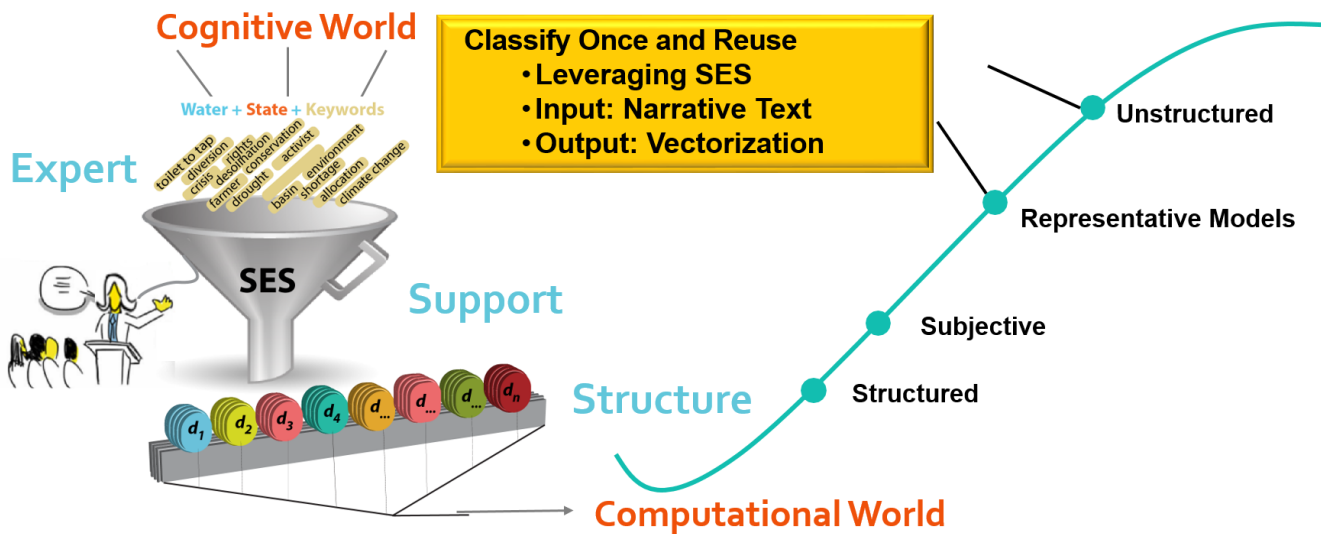 Cognitive World
Water + State + Keywords
toilet to tap
diversion
crisis
rights
desolination
farmer
conservation
drought
activist
basin
environment
shortage
allocation
climate change
Expert
SES
Support
d1
d2
d3
d4
d...
d...
d...
dn
Structure
Computational World
Classify Once and Reuse
•Leveraging SES
•Input: Narrative Text
•Output: Vectorization
Unstructured
Representative Models
Subjective
Structured